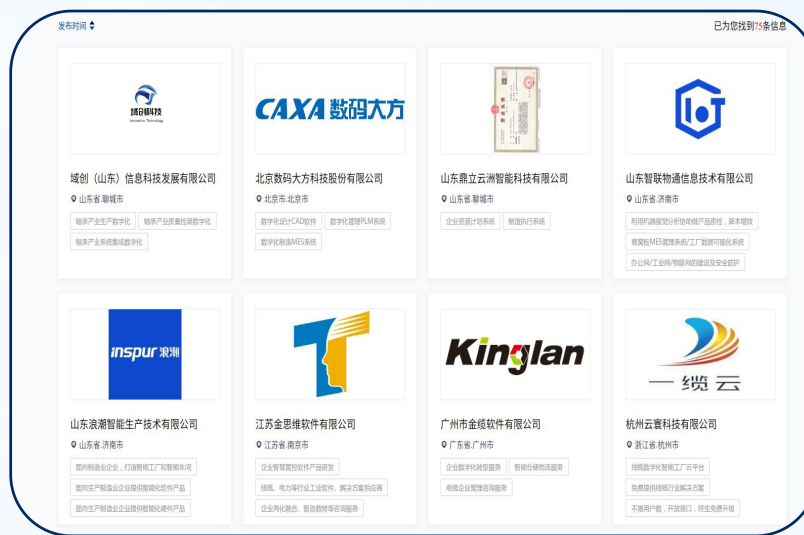 发布时间
已为您找到75条信息
域创科技
Innovation Technology
CAXA 数码大方
IoT
域创（山东）信息科技发展有限公司
北京数码大方科技股份有限公司
山东鼎立云洲智能科技有限公司
山东智联物通信息技术有限公司
山东省.聊城市
北京市.北京市
山东省.聊城市
山东省.济南市
轴承产业生产数字化 轴承产业质量检测数字化
数字化设计CAD软件 数字化管理PLM系统
企业资源计划系统 制造执行系统
利用机器视觉分析协助能产品质检，降本增效
轴承产业系统集成数字化
数字化制造MES系统
蜂窝板MES管理系统/工厂数据可视化系统
办公网/工业网/物联网的建设及安全防护
inspur 浪潮
Kinglan
一缆云
山东浪潮智能生产技术有限公司
江苏金思维软件有限公司
广州市金缆软件有限公司
杭州云寰科技有限公司
山东省.济南市
江苏省.南京市
广东省.广州市
浙江省.杭州市
面向制造业企业，打造智能工厂和智能车间
企业智慧管控软件产品研发
企业数字化转型服务 智能仓储物流服务
线缆数字化智能工厂云平台
面向生产制造业企业提供智能化软件产品
线缆、电力等行业工业软件、解决方案供应商
电缆企业管理咨询服务
免费提供线缆行业解决方案
面向生产制造业企业提供智能化硬件产品
企业两化融合、智改数转等咨询服务
不限用户数，开放接口，终生免费升级